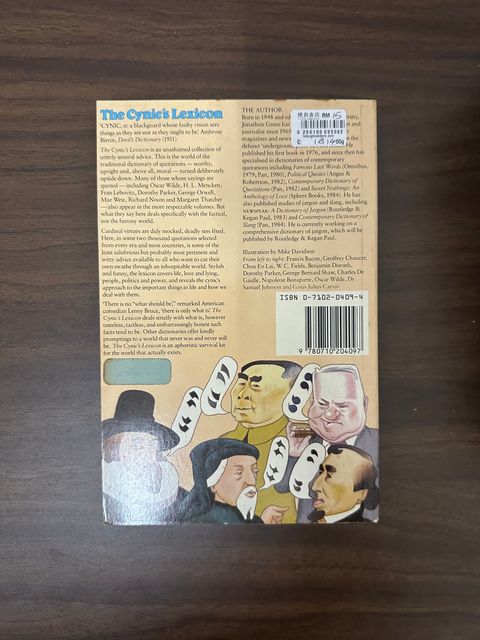 The Cynic's Lexicon
'CYNIC, to a blackguard whose faulty vision sees
things as they are not as they ought to be.' Ambrose
Bierce, Devil's Dictionary (1911)
The Cynic's Lexicon is an unashamed collection of
utterly amoral advice. This is the world of the
traditional dictionary of quotations — worthy,
upright and, above all, moral — turned deliberately
upside down. Many of those whose sayings are
quoted — including Oscar Wilde, H. L. Mencken,
Fran Lebovitz, Dorothy Parker, George Orwell,
Mae West, Richard Nixon and Margaret Thatcher
—also appear in the more respectable volumes. But
what they say here deals specifically with the factual,
not the fantasy world.
Cardinal virtues are duly mocked, deadly sins fêted.
Here, in some two thousand quotations selected
from every era and most countries, is some of the
least salubrious but probably most pertinent and
witty advice available to all who want to cut their
own swathe through an inhospitable world. Stylish
and funny, the lexicon covers life, love and lying,
people, politics and power, and reveals the cynic's
approach to the important things in life and how we
deal with them.
'There is no "what should be,"' remarked American
comedian Lenny Bruce, 'there is only what is.' The
Cynic's Lexicon deals strictly with what is, however
tasteless, tactless, and embarrassingly honest such
facts tend to be. Other dictionaries offer kindly
promptings to a world that never was and never will
be. The Cynic's Lexicon is an aphoristic survival kit
for the world that actually exists.
THE AUTHOR
Born in 1948 and
Jonathon Green has
journalist since 1969
magazines and
defunct 'underground
published his first book in 1976, and since then has
specialised in dictionaries of contemporary
quotations including Famous Last Words (Omnibus,
1979; Pan, 1980), Political Quotes (Angus &
Robertson, 1982), Contemporary Dictionary of
Quotations (Pan, 1982) and Sweet Nothings: An
Anthology of Love (Sphere Books, 1984). He has
also published studies of jargon and slang, including
NEWSPEAK: A Dictionary of Jargon (Routledge &
Kegan Paul, 1983) and Contemporary Dictionary of
Slang (Pan, 1984). He is currently working on a
comprehensive dictionary of jargon, which will be
published by Routledge & Kegan Paul.
Illustration by Mike Davidson
From left to right: Francis Bacon, Geoffrey Chaucer,
Chou En Lai, W. C. Fields, Benjamin Disraeli,
Dorothy Parker, George Bernard Shaw, Charles De
Gaulle, Napoleon Bonaparte, Oscar Wilde, Dr
Samuel Johnson and Gaius Julius Caesar.
RM 15
ISBN 0-7102-0409-4
9 780710 204097